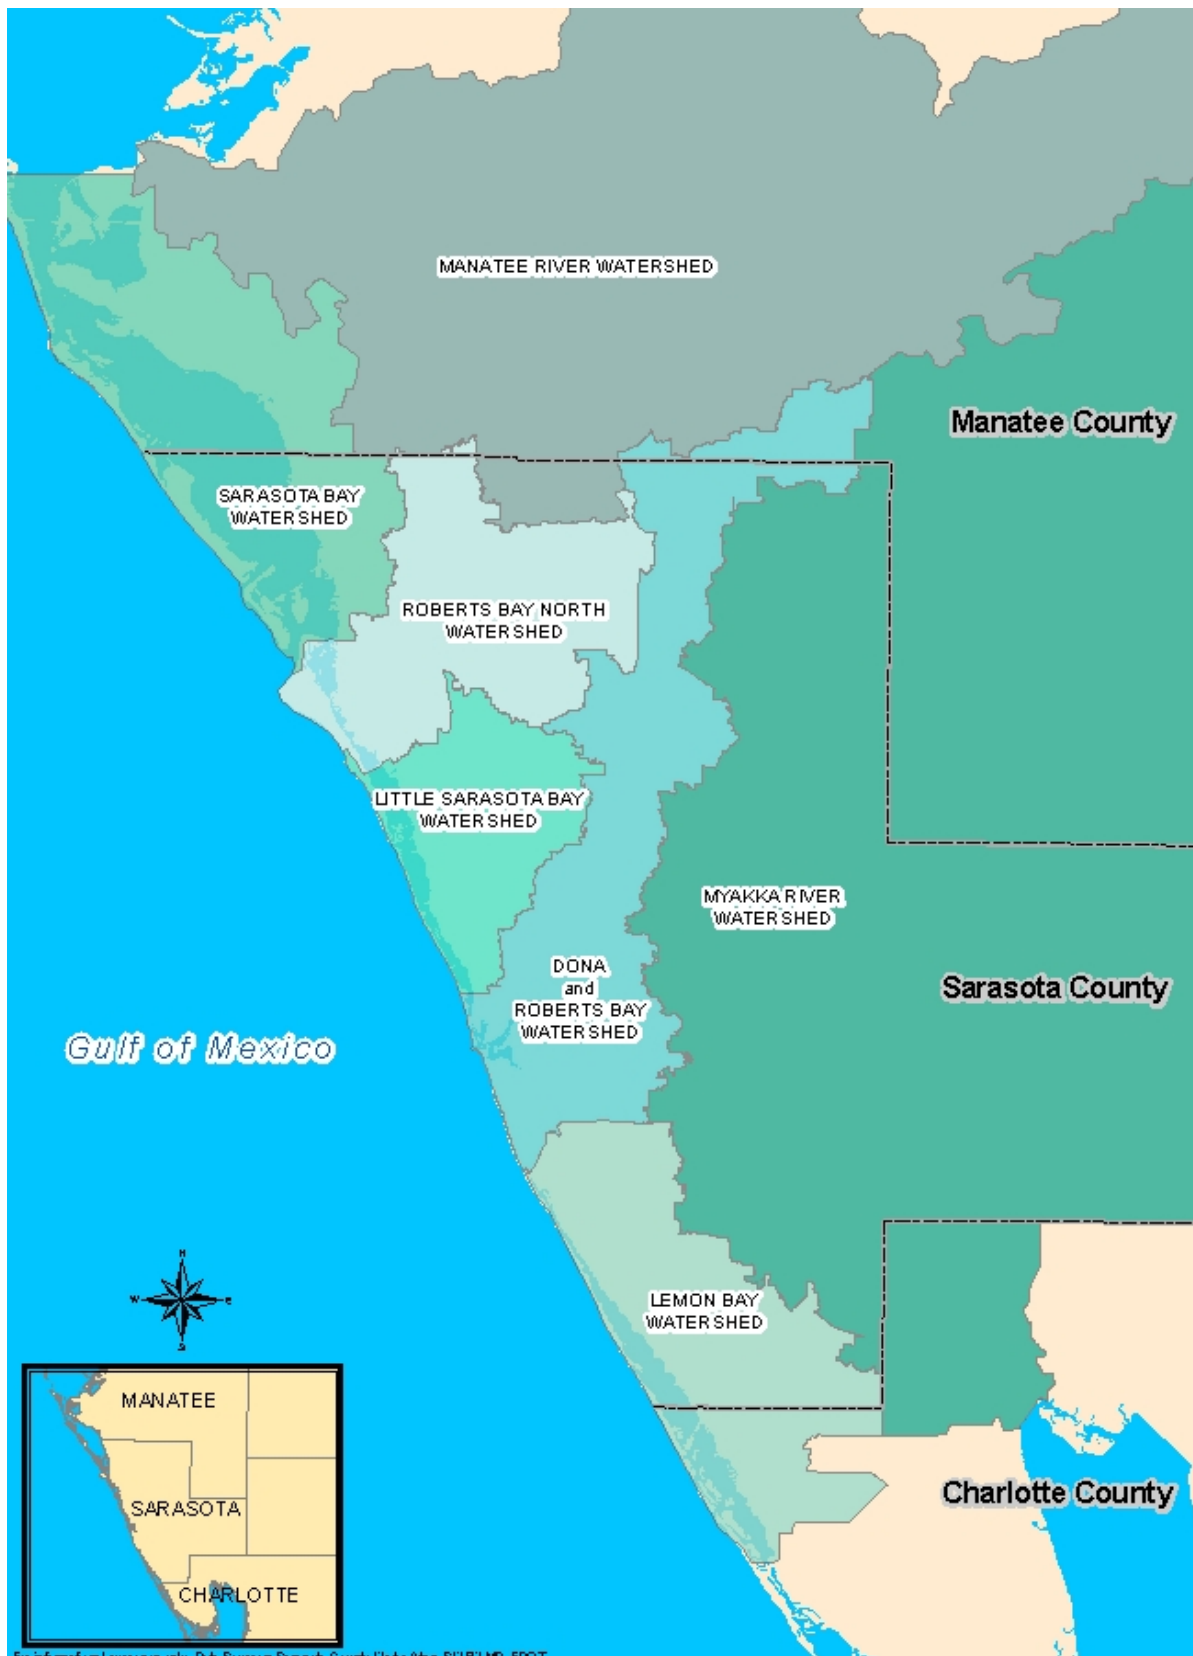 MANATEE RIVER WATERSHED
Manatee County
SARASOTA BAY
WATERSHED
ROBERTS BAY NORTH
WATERSHED
LITTLE SARASOTA BAY
WATERSHED
MYAKKA RIVER
WATERSHED
DONA
and
ROBERTS BAY
WATERSHED
Sarasota County
Gulf of Mexico
N
W
E
S
LEMON BAY
WATERSHED
Charlotte County
MANATEE
SARASOTA
CHARLOTTE